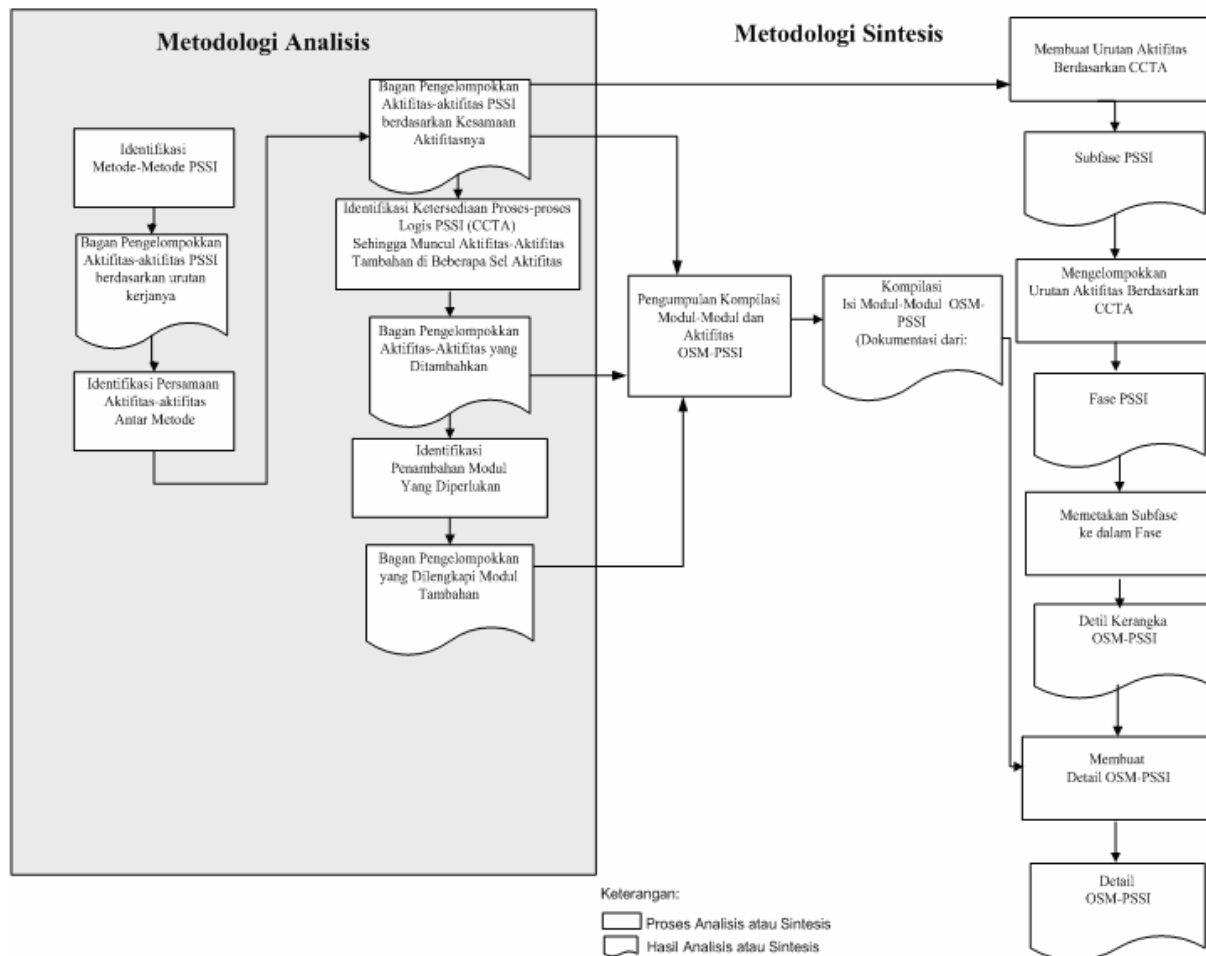 Metodologi Analisis
Identifikasi
Metode-Metode PSSI
Bagan Pengelompokkan
Aktifitas-aktifitas PSSI
berdasarkan urutan
kerjanya
Identifikasi Persamaan
Aktifitas-aktifitas
Antar Metode
Bagan Pengelompokkan
Aktifitas-aktifitas PSSI
berdasarkan Kesamaan
Aktifitasnya
Identifikasi Ketersediaan Proses-proses
Logis PSSI (CCTA)
Sehingga Muncul Aktifitas-Aktifitas
Tambahan di Beberapa Sel Aktifitas
Bagan Pengelompokkan
Aktifitas-Aktifitas yang
Ditambahkan
Identifikasi
Penambahan Modul
Yang Diperlukan
Bagan Pengelompokkan
yang Dilengkapi Modul
Tambahan
Metodologi Sintesis
Pengumpulan Kompilasi
Modul-Modul dan
Aktifitas
OSM-PSSI
Kompilasi
Isi Modul-Modul OSM-
PSSI
(Dokumentasi dari:
Membuat Urutan Aktifitas
Berdasarkan CCTA
Subfase PSSI
Mengelompokkan
Urutan Aktifitas Berdasarkan
CCTA
Fase PSSI
Memetakan Subfase
ke dalam Fase
Detil Kerangka
OSM-PSSI
Membuat
Detail OSM-PSSI
Detail
OSM-PSSI
Keterangan:
Proses Analisis atau Sintesis
Hasil Analisis atau Sintesis